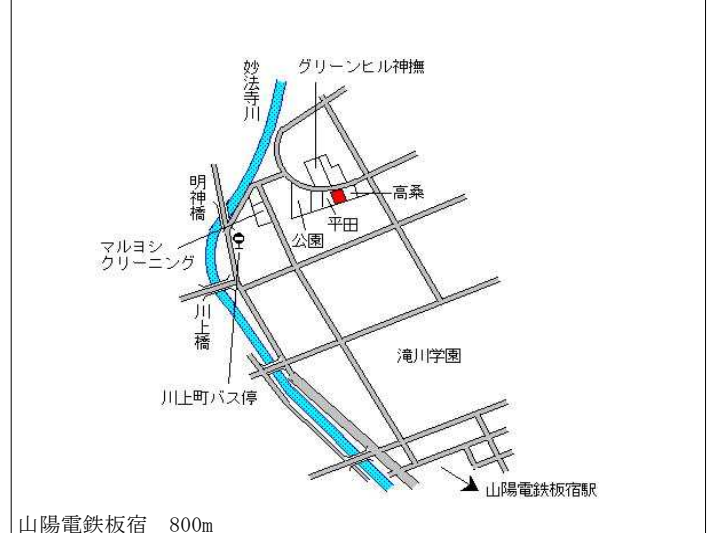 グリーンヒル神撫
妙法寺川
明神橋
高桑
平田
公園
マルヨシ
クリーニング
川上橋
滝川学園
川上町バス停
山陽電鉄板宿駅
山陽電鉄板宿　800m